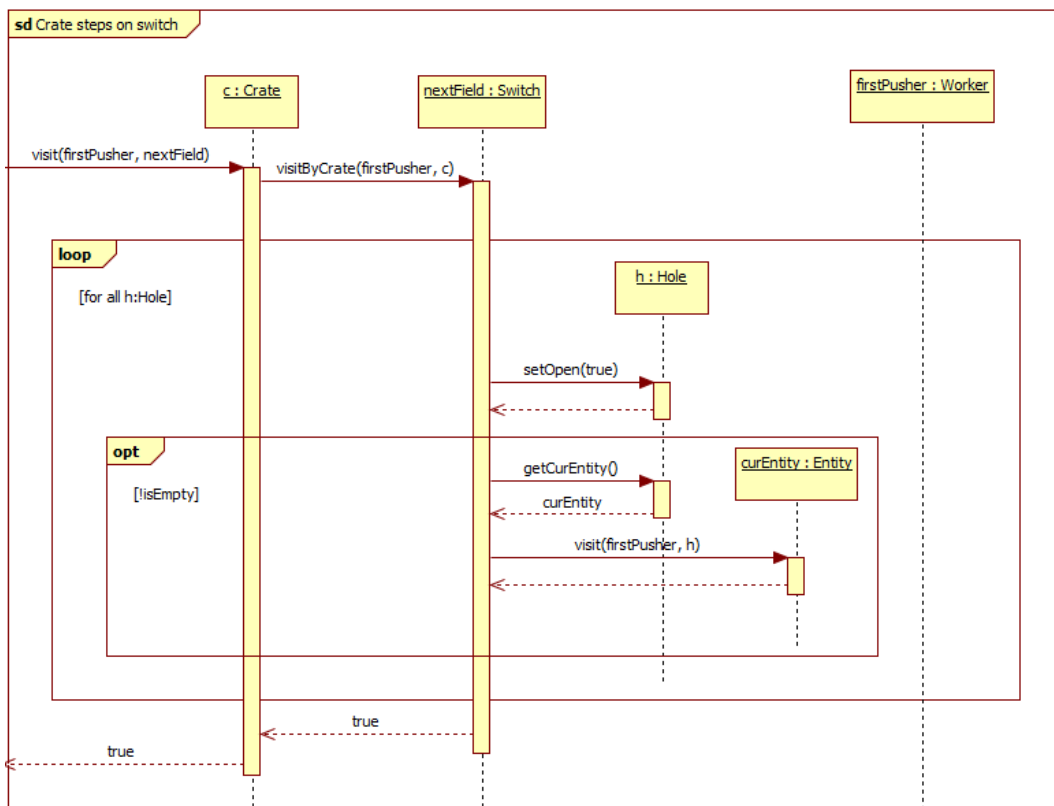 sd Crate steps on switch
c : Crate
nextField : Switch
firstPusher : Worker
visit(firstPusher, nextField)
visitByCrate(firstPusher, c)
loop
[for all h:Hole]
h : Hole
setOpen(true)
opt
[!isEmpty]
getCurEntity()
curEntity : Entity
curEntity
visit(firstPusher, h)
true
true